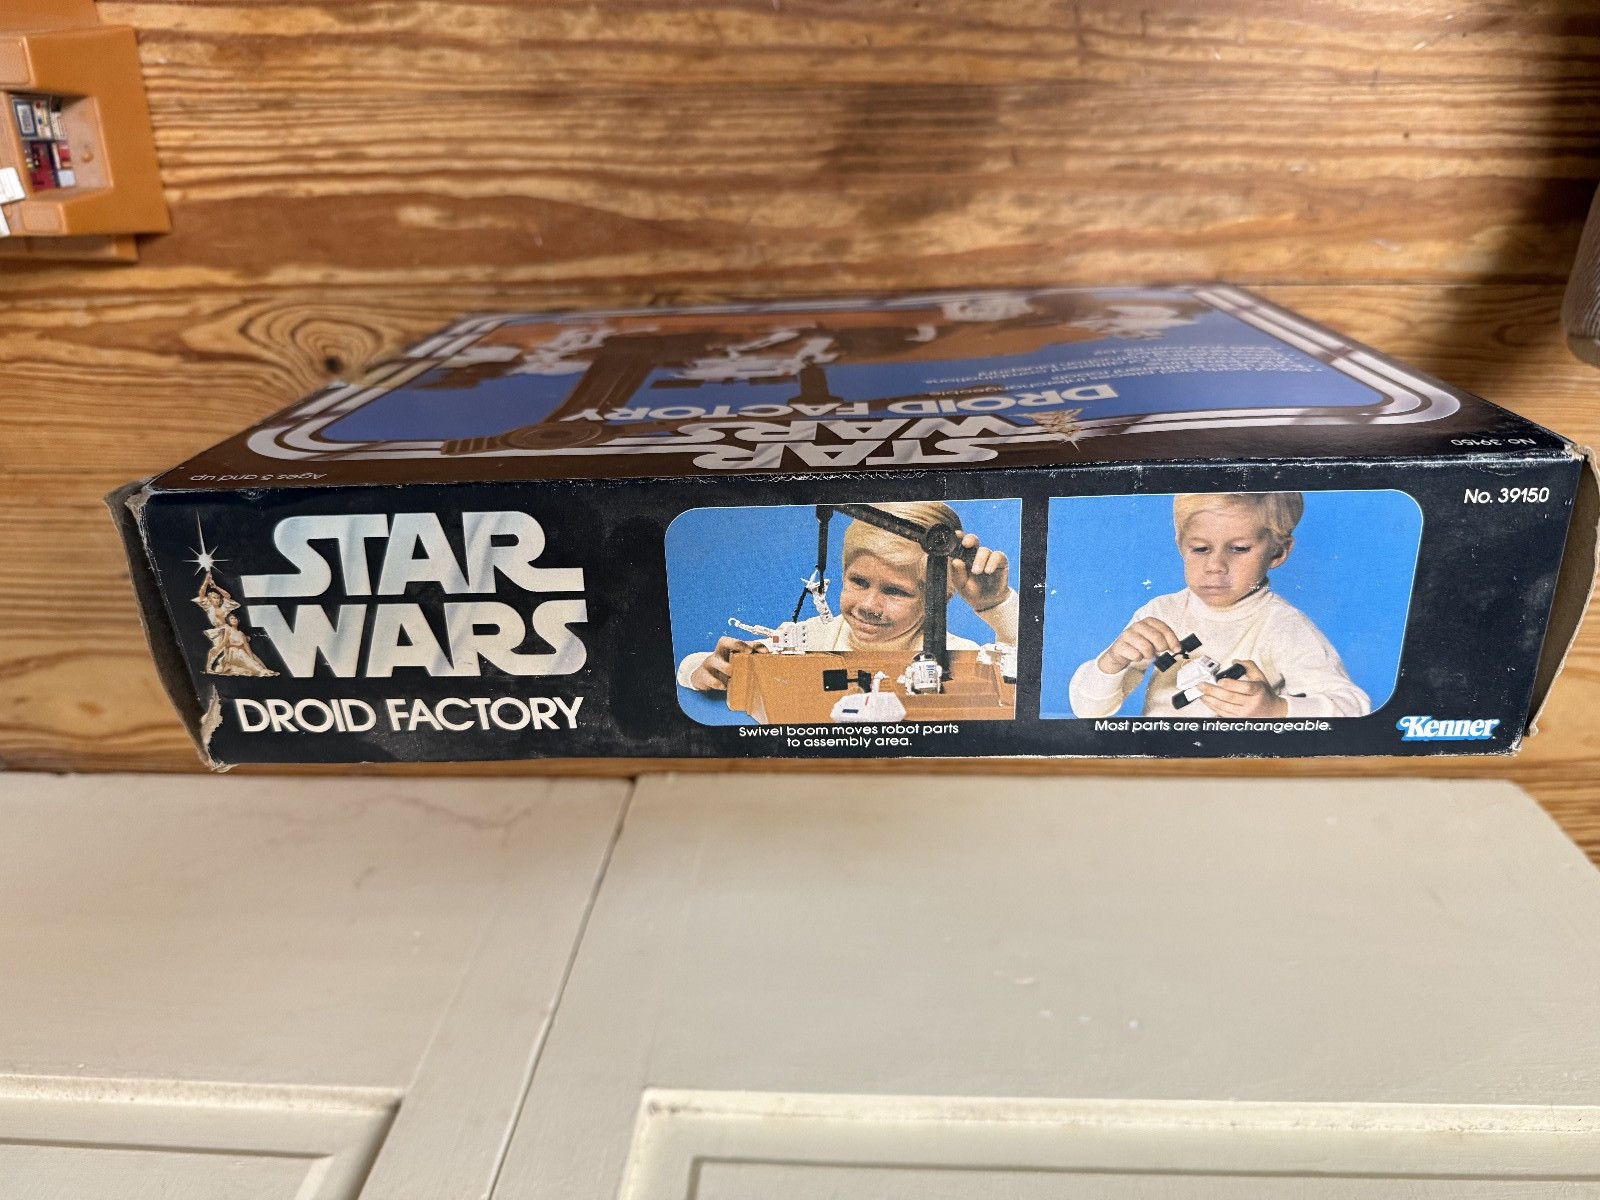 STAR
WARS
DROID FACTORY
Swivel boom moves robot parts
to assembly area.
Most parts are interchangeable.
No. 39150
Kenner
Ages 5 and up
STAR
WARS
DROID FACTORY
No. 39150